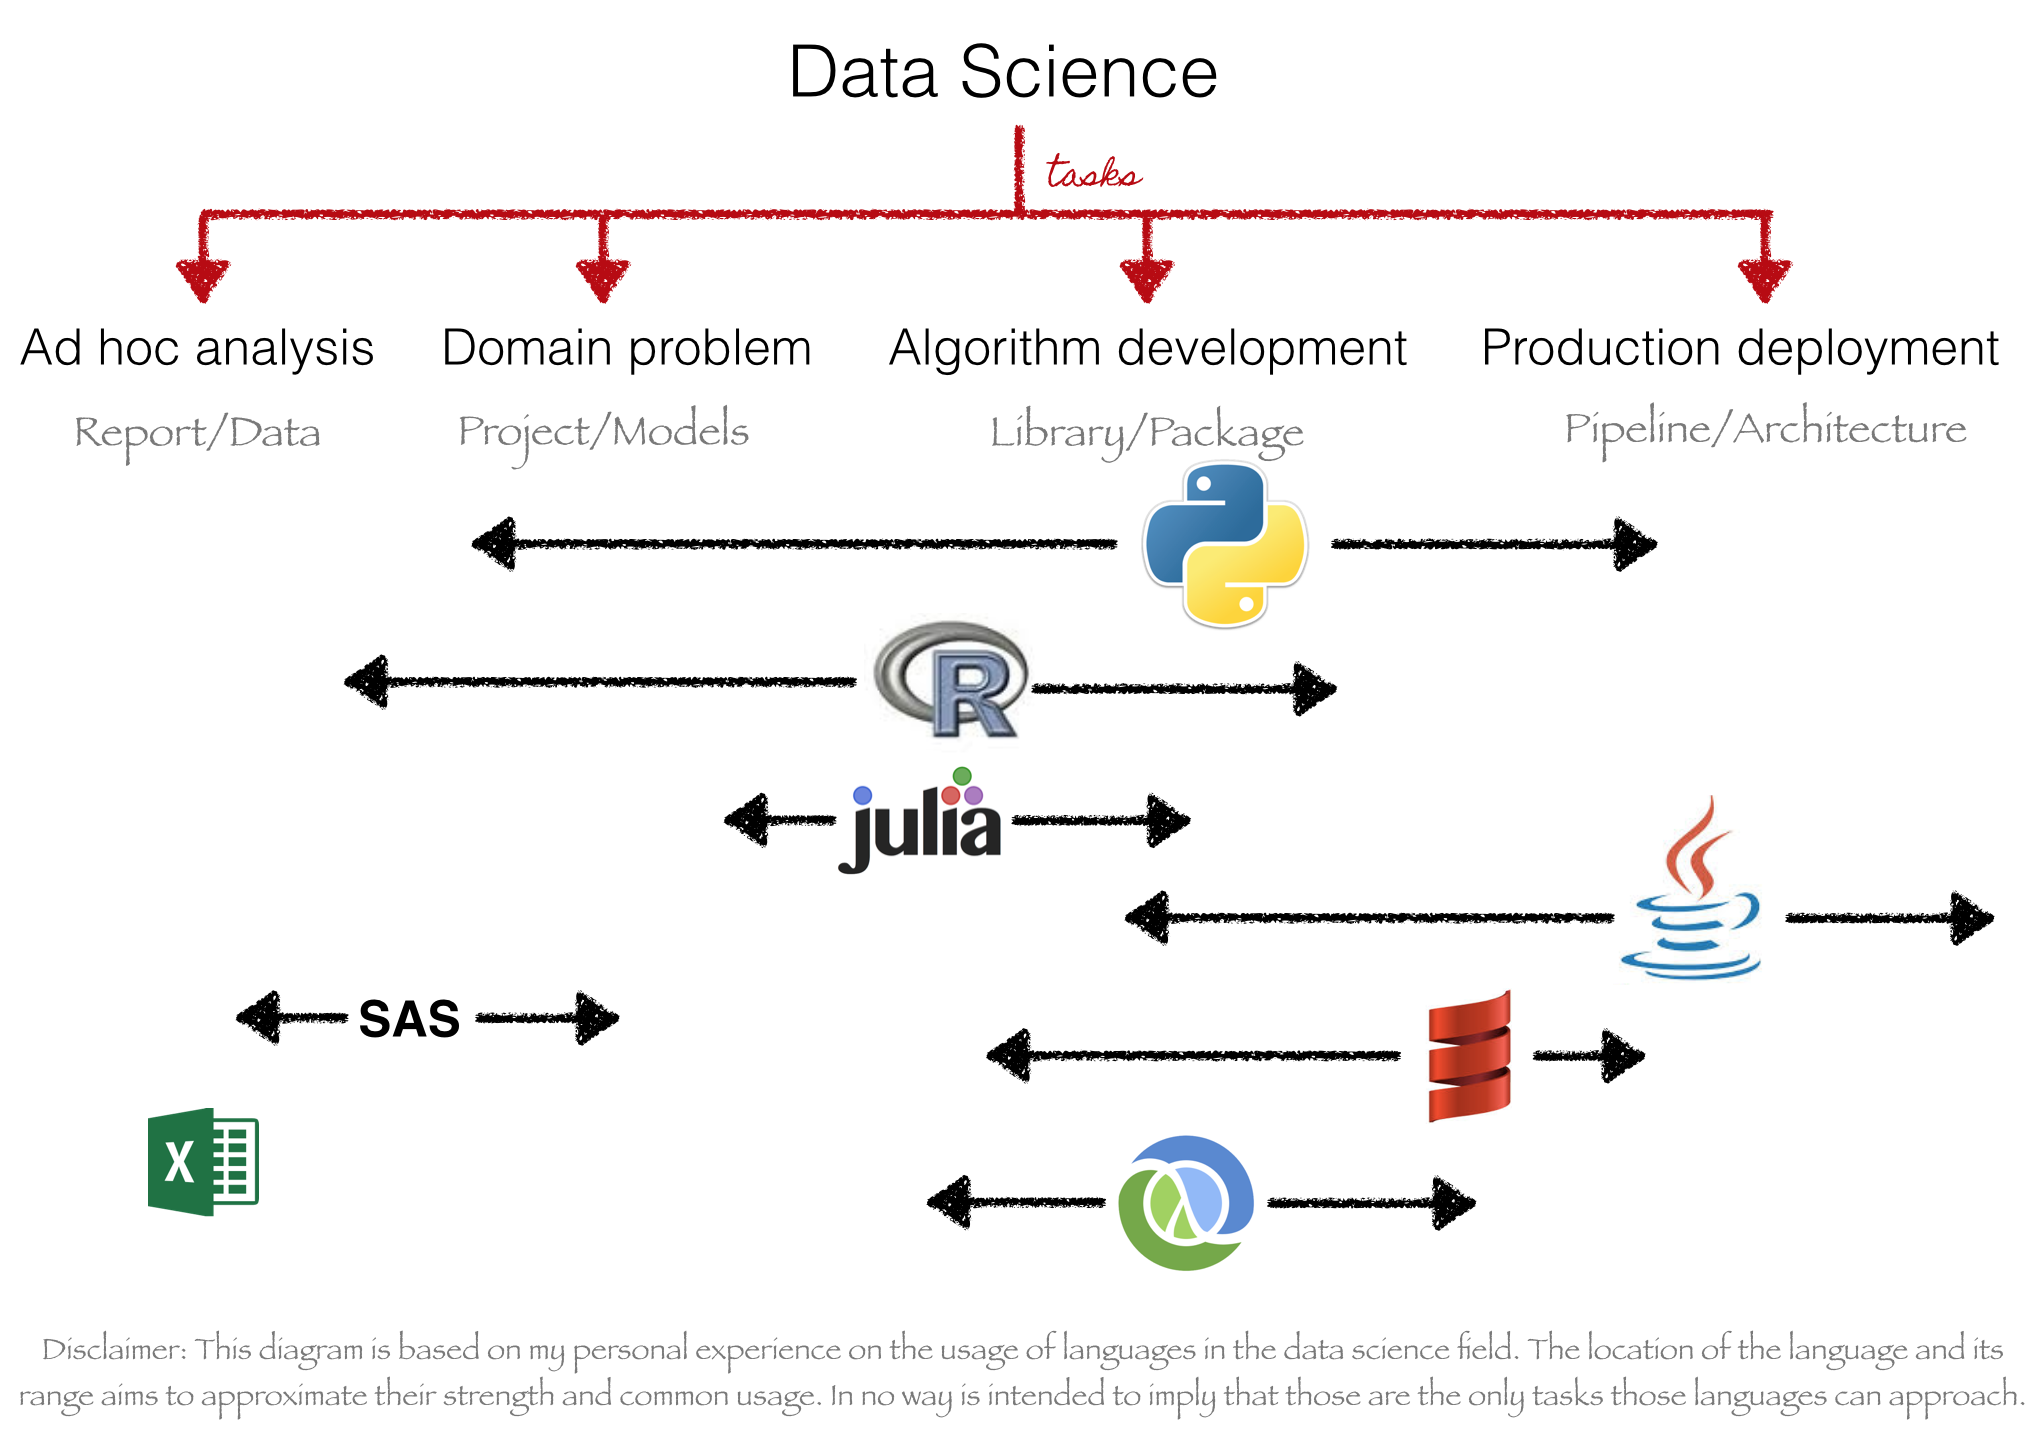 Data Science
tasks
Ad hoc analysis
Domain problem
Algorithm development
Production deployment
Report/Data
Project/Models
Library/Package
Pipeline/Architecture
R
julia
SAS
X
Disclaimer: This diagram is based on my personal experience on the usage of languages in the data science field. The location of the language and its
range aims to approximate their strength and common usage. In no way is intended to imply that those are the only tasks those languages can approach.